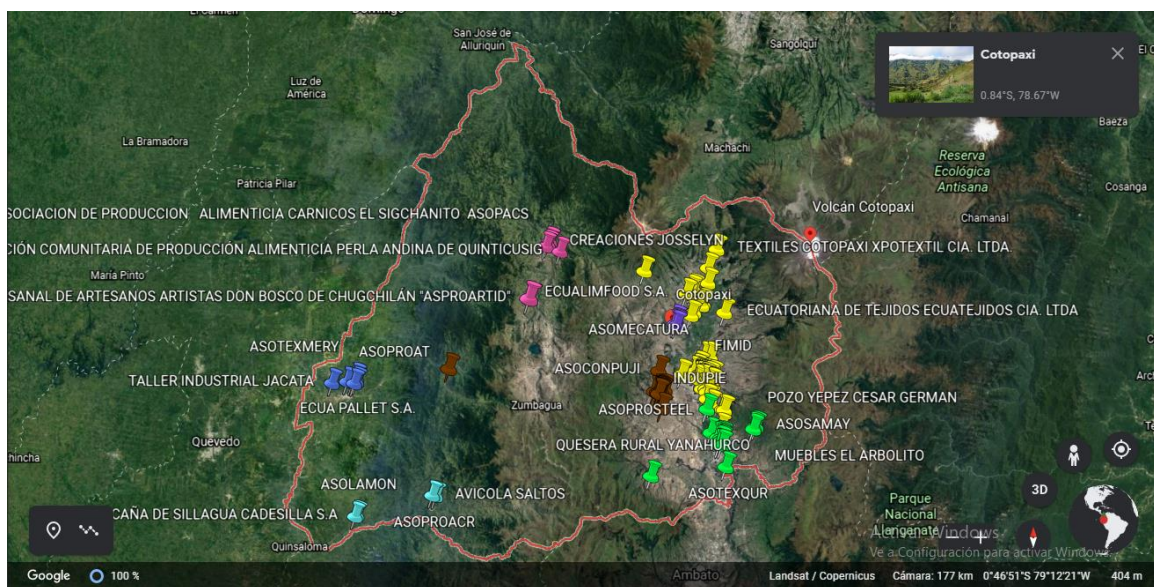 San José de
Alluriquín
Sangolquí
Cotopaxi
0.84°S, 78.67°W
Luz de
América
Baeza
La Bramadora
Machachi
Reserva
Ecológica
Antisana
Cosanga
Patricia Pilar
Volcán Cotopaxi
SOCIACION DE PRODUCCION ALIMENTICIA CARNICOS EL SIGCHANITO ASOPACS
Chamanal
CREACIONES JOSSELYN
CIÓN COMUNITARIA DE PRODUCCIÓN ALIMENTICIA PERLA ANDINA DE QUINTICUSIG
TEXTILES COTOPAXI XPOTEXTIL CIA. LTDA
María Pinto
SANAL DE ARTESANOS ARTISTAS DON BOSCO DE CHUGCHILÁN "ASPROARTID"
ECUALIMFOOD S.A.
Cotopaxi
ECUATORIANA DE TEJIDOS ECUATEJIDOS CIA. LTDA
ASOMECATURA
ASOTEXMERY
ASOPROAT
FIMID
TALLER INDUSTRIAL JACATA
ASOCONPUJI
INDUPIE
ECUA PALLET S.A.
Zumbagua
ASOPROSTEEL
POZO YEPEZ CESAR GERMAN
ASOSAMAY
Quevedo
QUESERA RURAL YANAHURCO
MUEBLES EL ARBOLITO
ASOLAMON
AVICOLA SALTOS
ASOTEXQUR
3D
CAÑA DE SILLAGUA CADESILLA S.A
ASOPROACR
Parque
Nacional
Llanganate
Activar Windows
Ve a Configuración para activar Windows.
Quinsaloma
Google
100 %
Ambato
Landsat / Copernicus
Cámara: 177 km
0°46'51"S 79°12'21"W
404 m